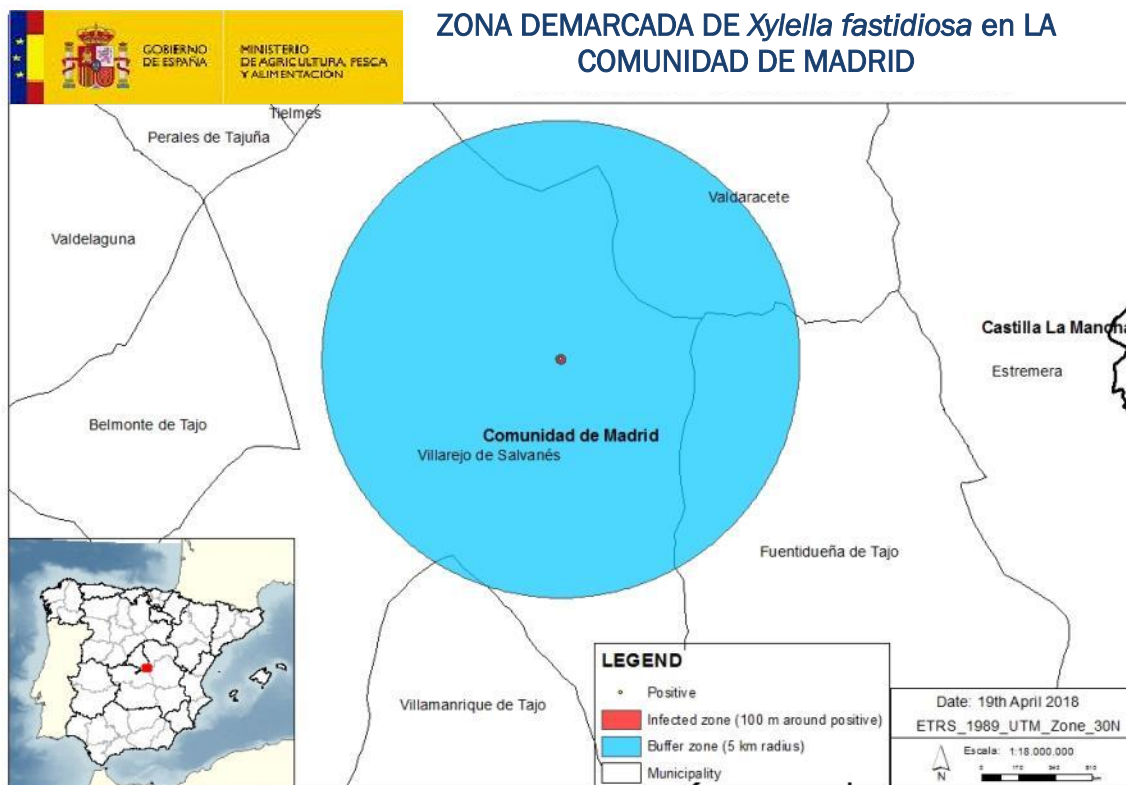 GOBIERNO
DE ESPAÑA
MINISTERIO
DE AGRICULTURA, PESCA
Y ALIMENTACIÓN
ZONA DEMARCADA DE Xylella fastidiosa en LA
COMUNIDAD DE MADRID
Tielmes
Perales de Tajuña
Valdaracete
Valdelaguna
Castilla La Mancha
Estremera
Belmonte de Tajo
Comunidad de Madrid
Villarejo de Salvanés
Fuentidueña de Tajo
Villamanrique de Tajo
LEGEND
Positive
Infected zone (100 m around positive)
Buffer zone (5 km radius)
Municipality
Date: 19th April 2018
ETRS_1989_UTM_Zone_30N
Escala: 1:18.000.000
N
0